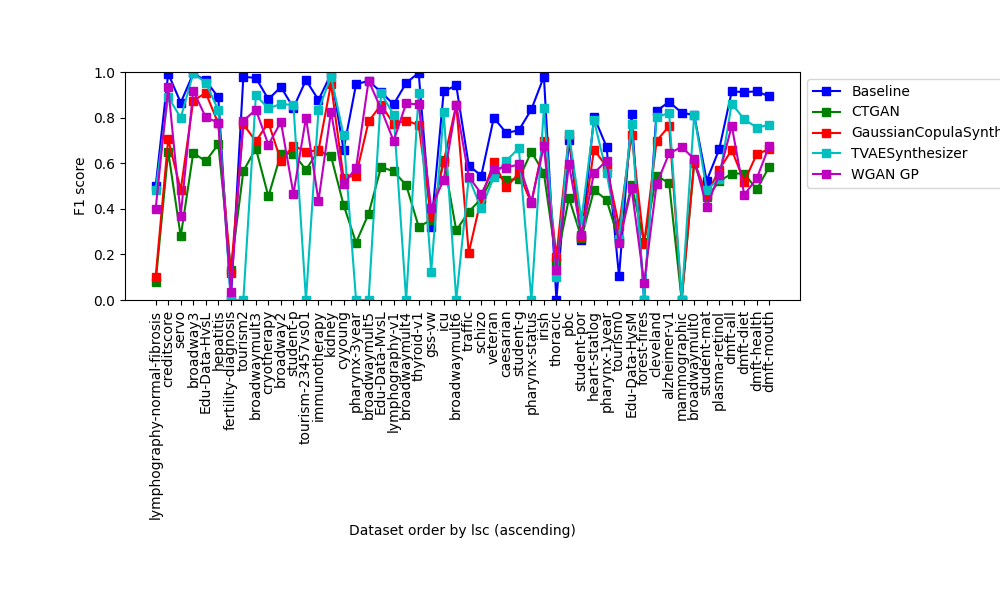 1.0
0.8
0.6
0.4
0.2
0.0
F1 score
Baseline
CTGAN
GaussianCopulaSynth
TVAESynthesizer
WGAN GP
lymphography-normal-fibrosis
creditscore
servo
broadway3
Edu-Data-HvsL
hepatitis
fertility-diagnosis
tourism2
broadwaymult3
cryotherapy
broadway2
student-p
tourism-23457vs01
immunotherapy
kidney
cyyoung
pharynx-3year
broadwaymult5
Edu-Data-MvsL
lymphography-v1
broadwaymult4
thyroid-v1
gss-vw
icu
broadwaymult6
traffic
schizo
veteran
caesarian
student-g
pharynx-status
irish
thoracic
pbc
student-por
heart-statlog
pharynx-1year
tourism0
Edu-Data-HvsM
forest-fires
cleveland
alzheimer-v1
mammographic
broadwaymult0
student-mat
plasma-retinol
dmft-all
dmft-diet
dmft-health
dmft-mouth
Dataset order by lsc (ascending)